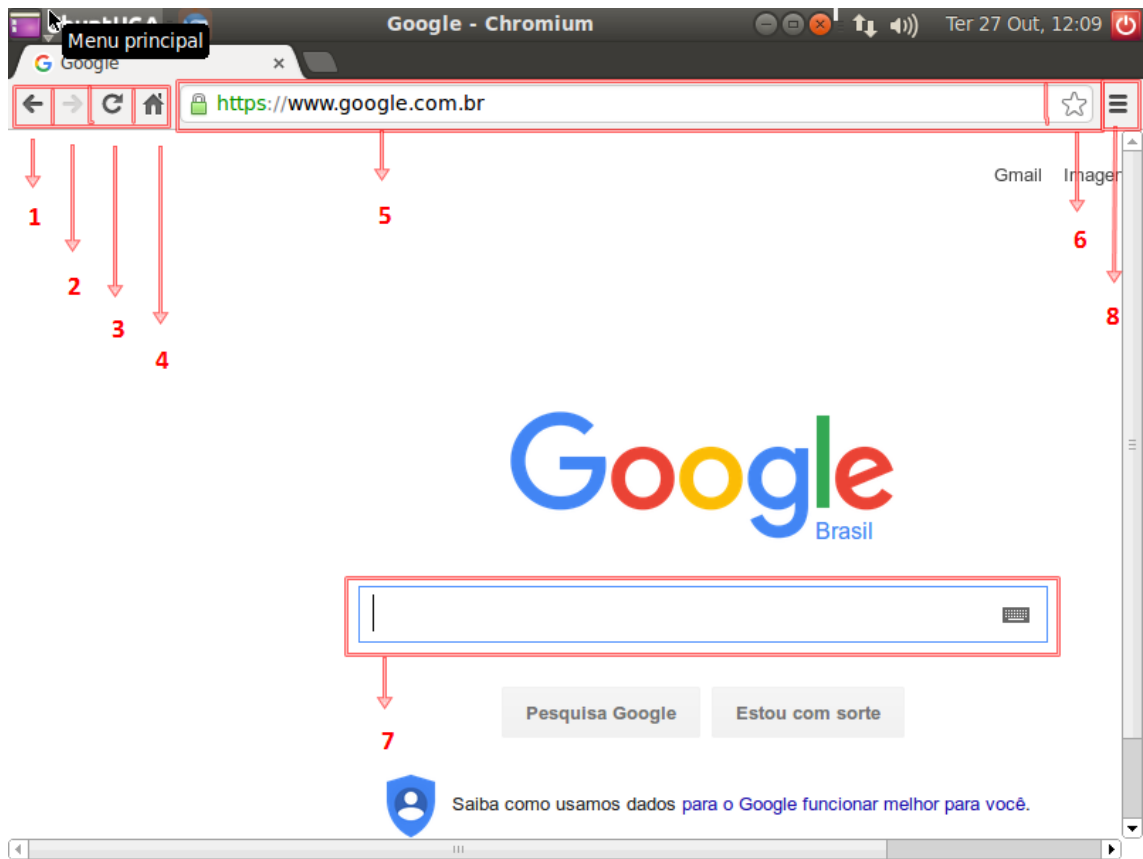 Google - Chromium
Ter 27 Out, 12:09
Menu principal
Google
https://www.google.com.br
Gmail
1
5
6
2
3
8
4
Google
Brasil
Pesquisa Google
Estou com sorte
7
Saiba como usamos dados para o Google funcionar melhor para você.